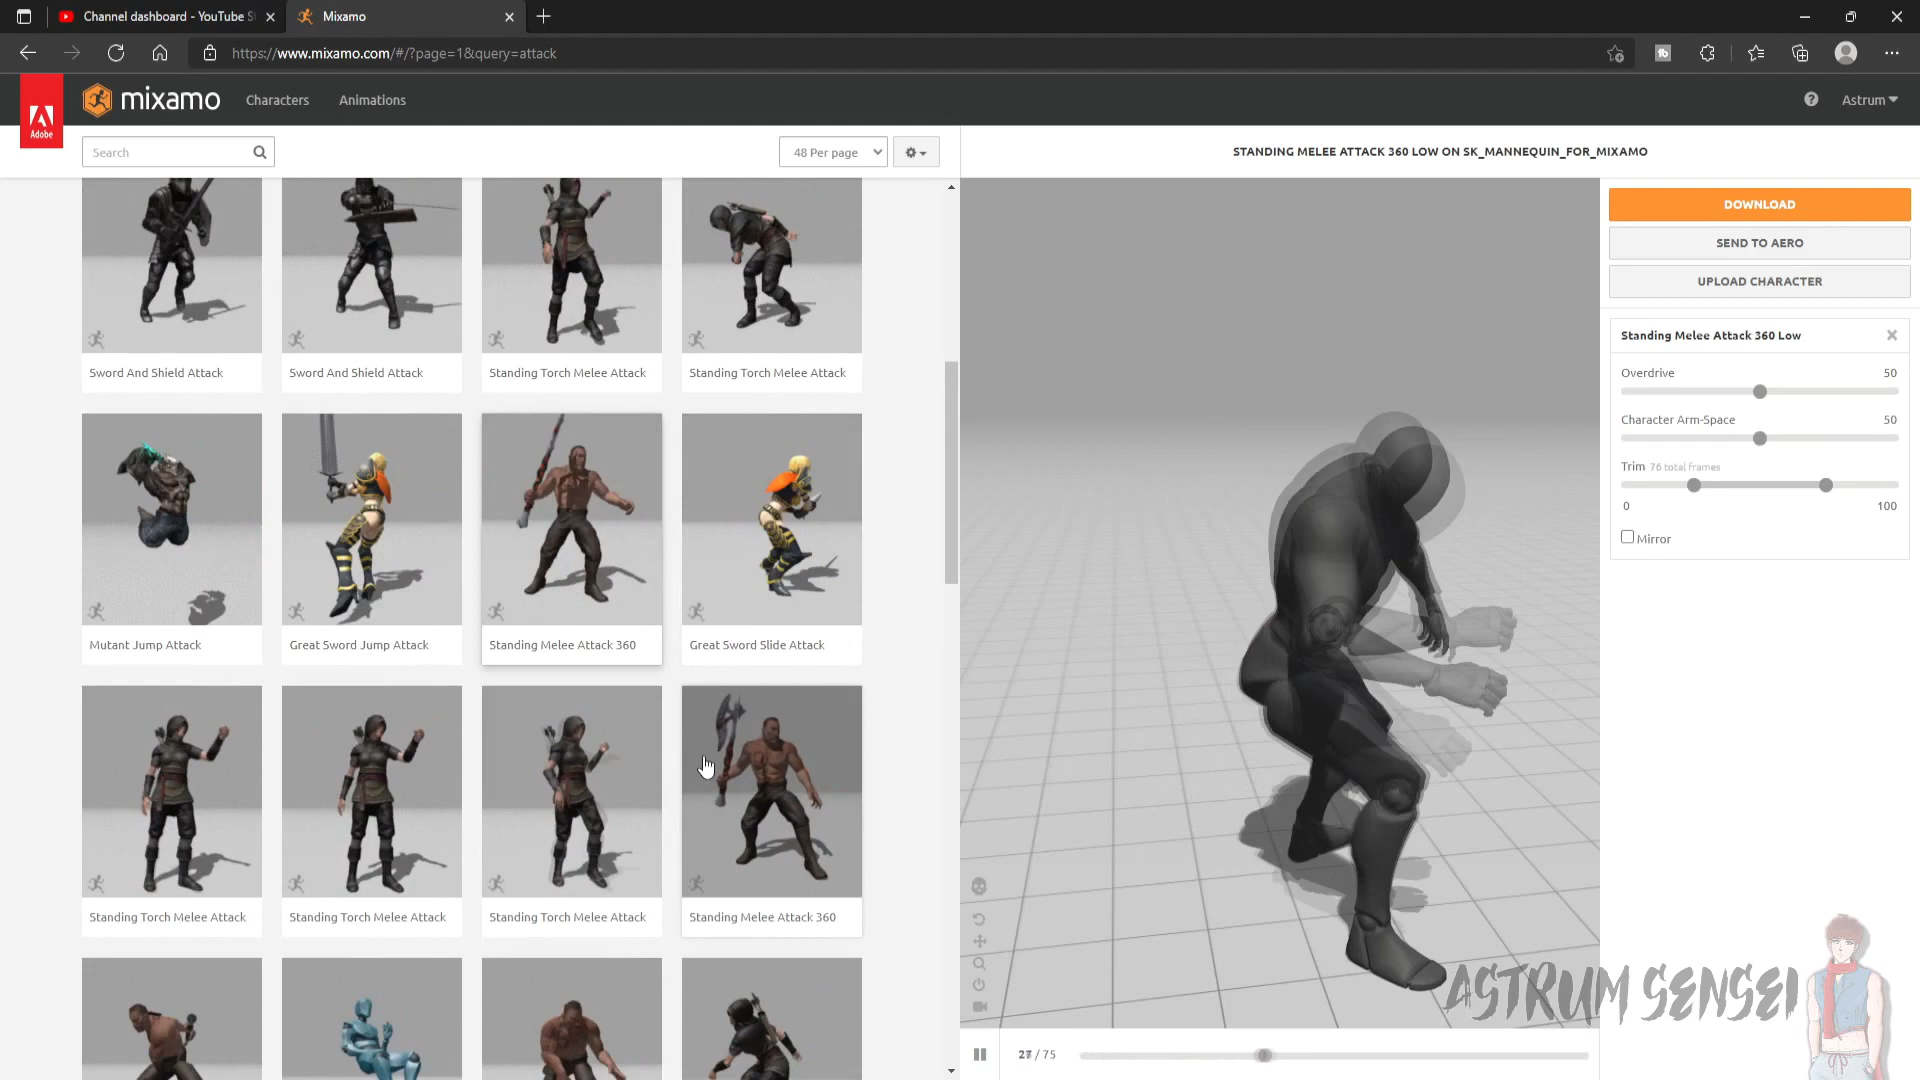 Channel dashboard - YouTube S
Mixamo
https://www.mixamo.com/#/?page=1&query=attack
Adobe
mixamo
Characters
Animations
Astrum
Search
48 Per page
STANDING MELEE ATTACK 360 LOW ON SK_MANNEQUIN_FOR_MIXAMO
DOWNLOAD
SEND TO AERO
UPLOAD CHARACTER
Standing Melee Attack 360 Low
Overdrive 50
Character Arm-Space 50
Trim 76 total frames
0 100
Mirror
Sword And Shield Attack
Sword And Shield Attack
Standing Torch Melee Attack
Standing Torch Melee Attack
Mutant Jump Attack
Great Sword Jump Attack
Standing Melee Attack 360
Great Sword Slide Attack
Standing Torch Melee Attack
Standing Torch Melee Attack
Standing Torch Melee Attack
Standing Melee Attack 360
/ 75
ASTRUM SENSEI